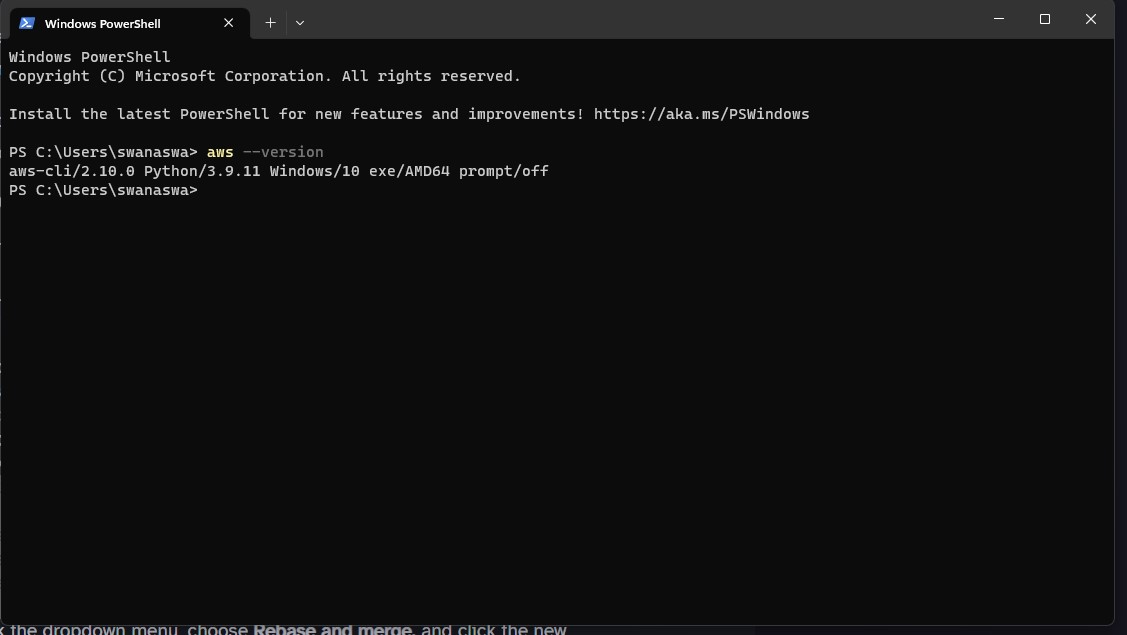 Windows PowerShell
Windows PowerShell
Copyright (C) Microsoft Corporation. All rights reserved.
Install the latest PowerShell for new features and improvements! https://aka.ms/PSWindows
PS C:\Users\swanaswa> aws --version
aws-cli/2.10.0 Python/3.9.11 Windows/10 exe/AMD64 prompt/off
PS C:\Users\swanaswa>
the dropdown menu, choose Rebase and merge, and click the new